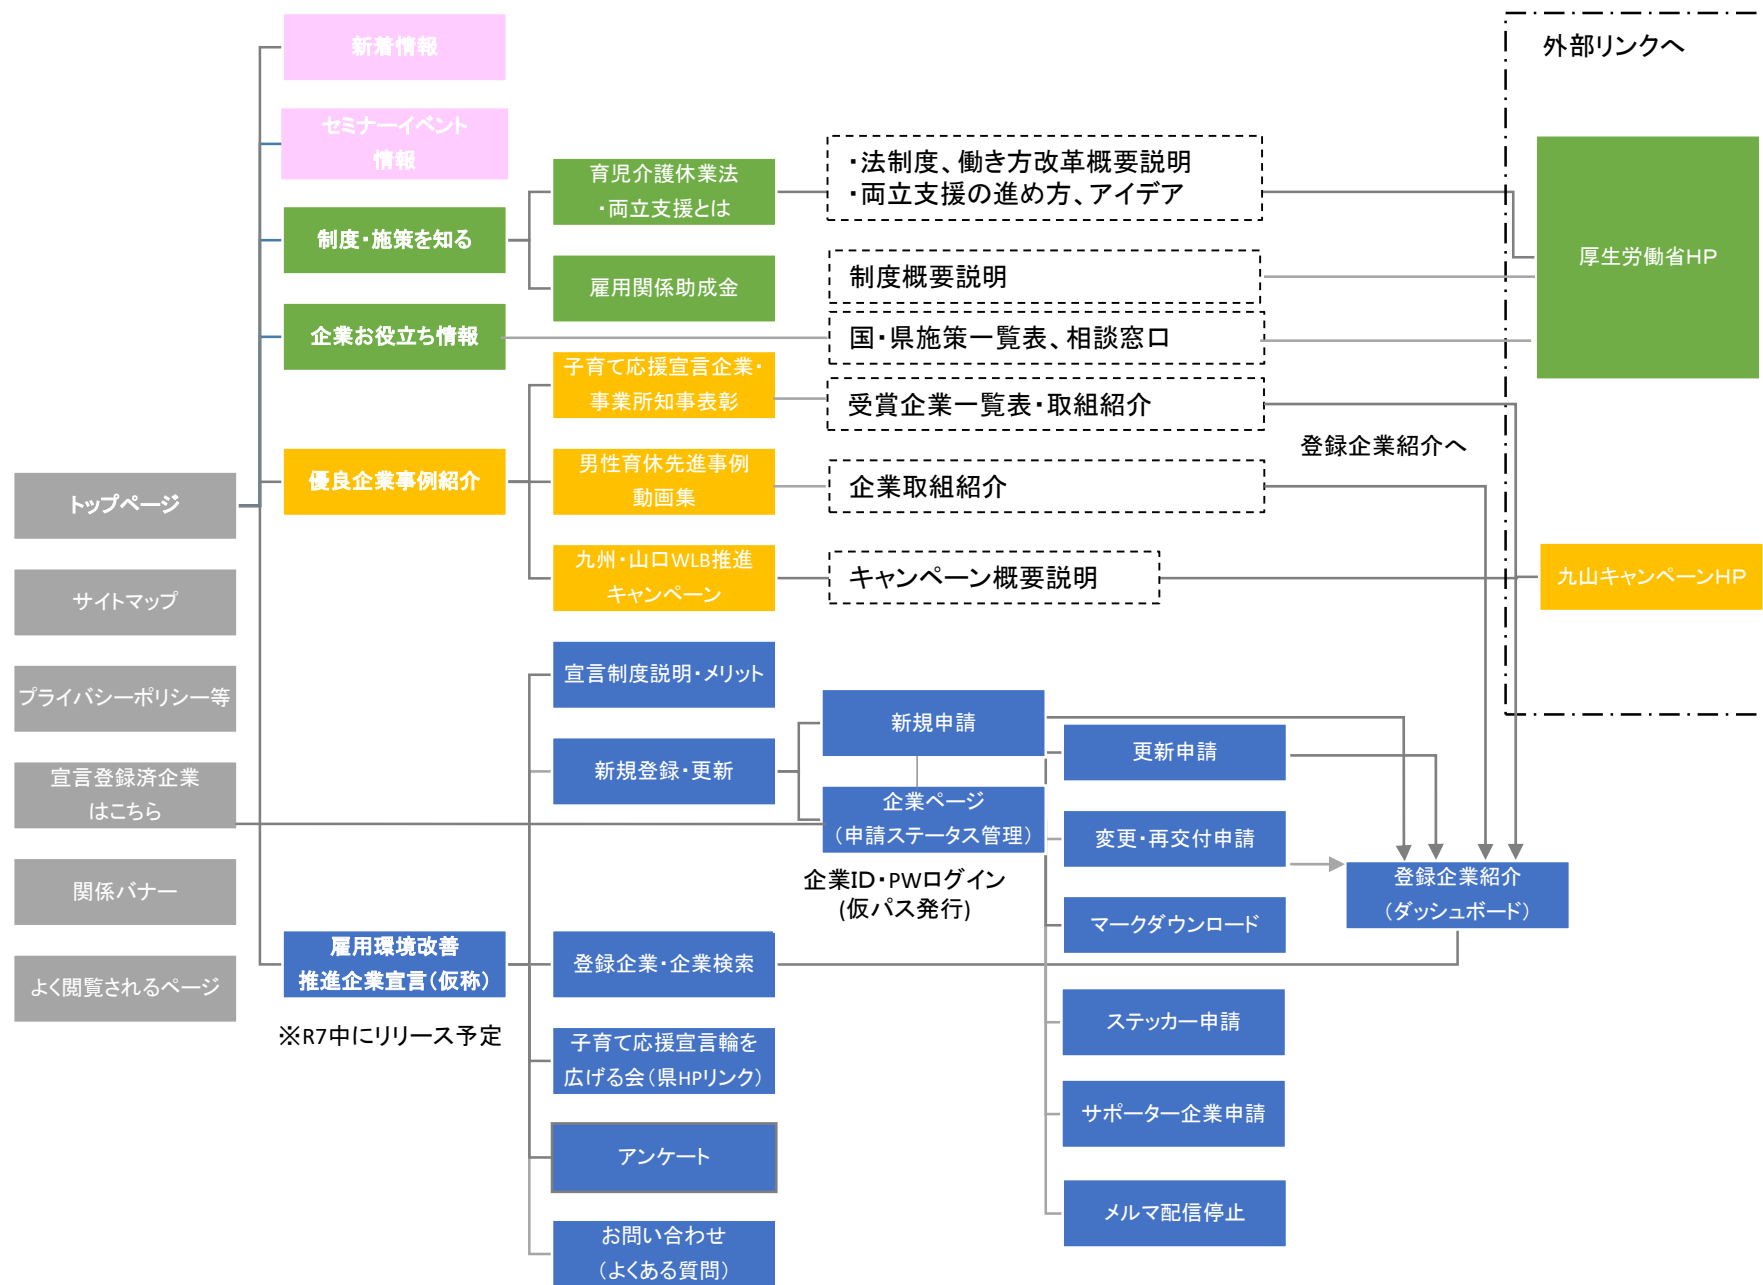 新着情報
外部リンクへ
セミナーイベント
情報
育児介護休業法
・両立支援とは
・法制度、働き方改革概要説明
・両立支援の進め方、アイデア
制度・施策を知る
厚生労働省HP
雇用関係助成金
制度概要説明
企業お役立ち情報
国・県施策一覧表、相談窓口
子育て応援宣言企業・
事業所知事表彰
受賞企業一覧表・取組紹介
登録企業紹介へ
優良企業事例紹介
男性育休先進事例
動画集
企業取組紹介
トップページ
九州・山口WLB推進
キャンペーン
キャンペーン概要説明
九山キャンペーンHP
サイトマップ
宣言制度説明・メリット
プライバシーポリシー等
新規申請
新規登録・更新
更新申請
宣言登録済企業
はこちら
企業ページ
（申請ステータス管理）
変更・再交付申請
企業ID・PWログイン
(仮パス発行)
登録企業紹介
（ダッシュボード）
関係バナー
マークダウンロード
雇用環境改善
推進企業宣言（仮称）
登録企業・企業検索
よく閲覧されるページ
※R7中にリリース予定
ステッカー申請
子育て応援宣言輪を
広げる会（県HPリンク）
サポーター企業申請
アンケート
メルマ配信停止
お問い合わせ
（よくある質問）